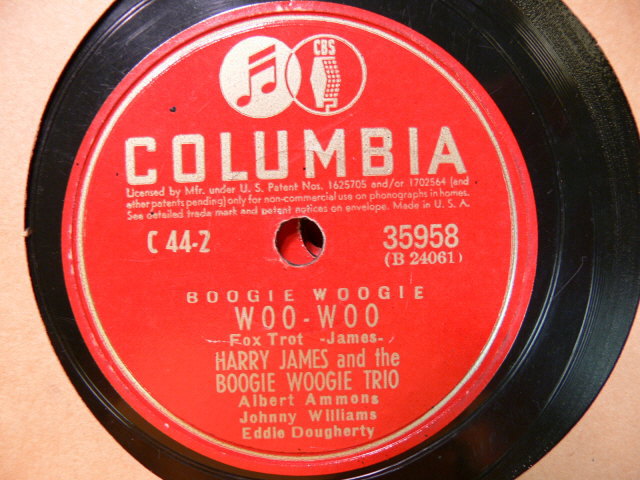 CBS
COLUMBIA
Licensed by Mfr. under U. S. Patent Nos. 1625705 and/or 1702564 (and
other patents pending) only for non-commercial use on phonographs in homes.
See detailed trade mark and patent notices on envelope. Made in U. S. A.
C 44-2 35958
(B 24061)
BOOGIE WOOGIE
WOO-WOO
Fox Trot -James-
HARRY JAMES and the
BOOGIE WOOGIE TRIO
Albert Ammons
Johnny Williams
Eddie Dougherty